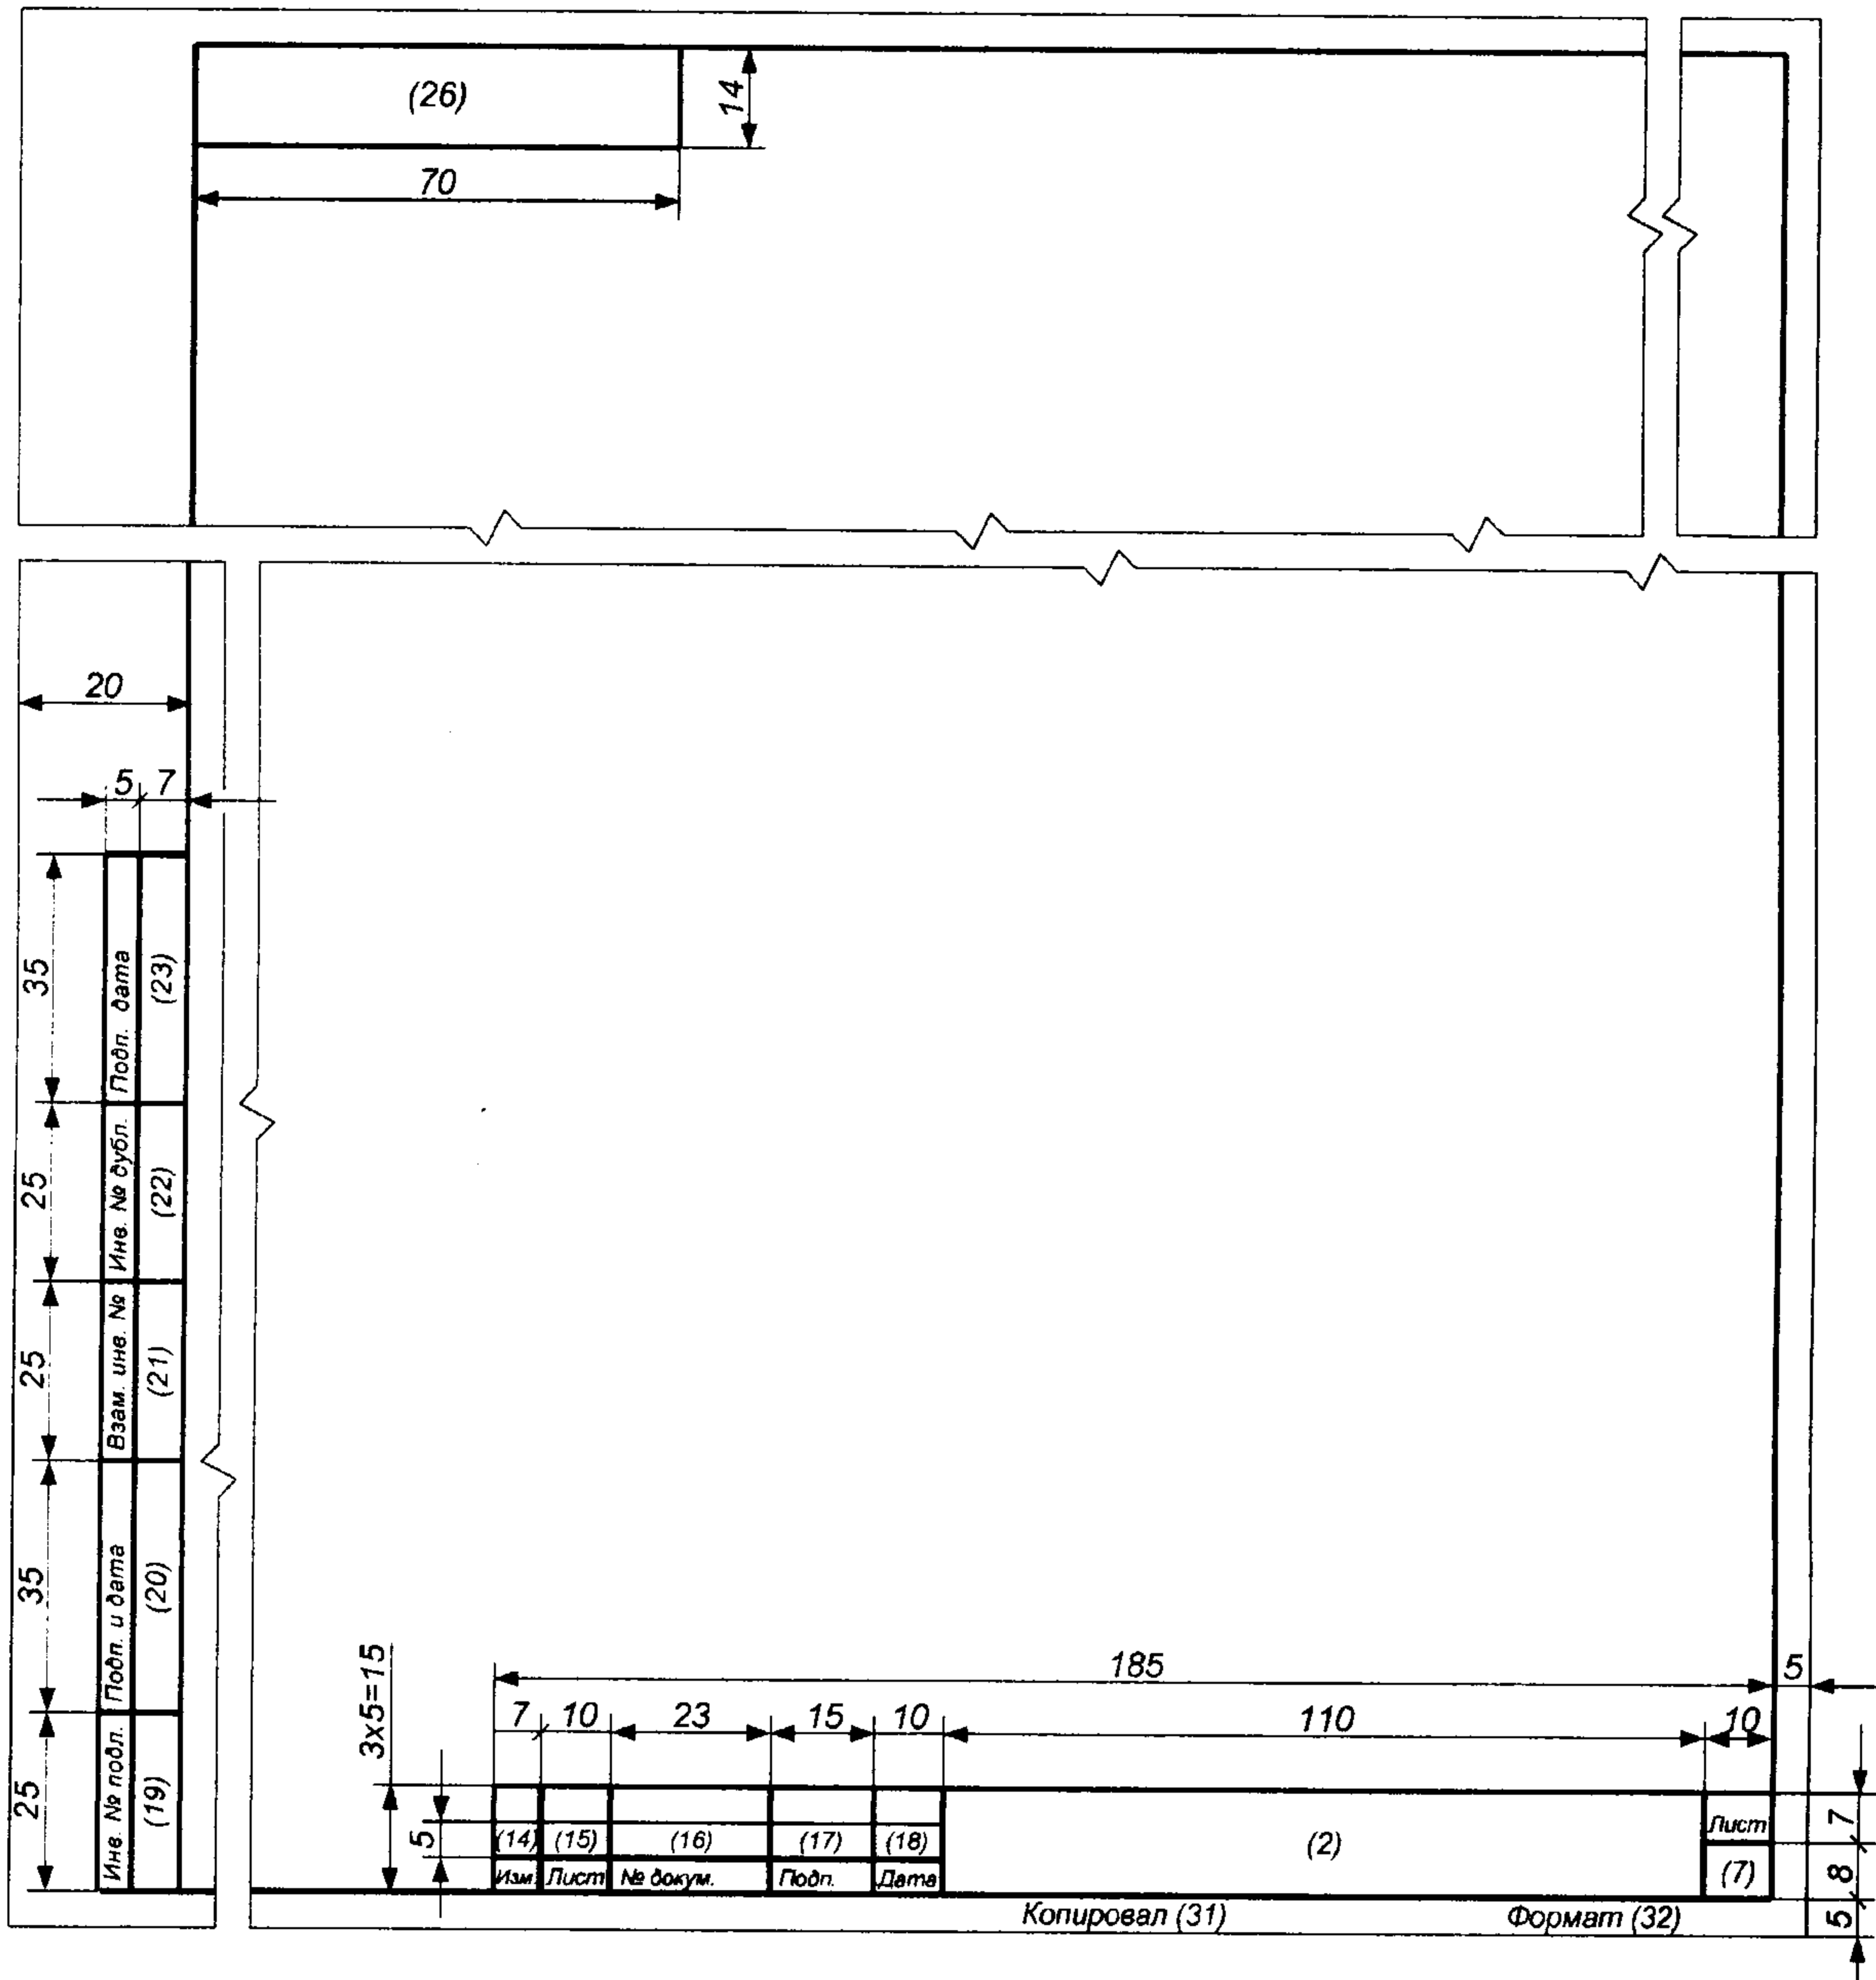 (26)
14
70
20
5 7
35
Подп. дата
(23)
25
Инв. № дубл.
(22)
25
Взам. инв. №
(21)
35
Подп. и дата
(20)
25
Инв. № подл.
(19)
3х5=15
185
5
7 10 23 15 10 110 10
5
(14) (15) (16) (17) (18)
Изм Лист № докум. Подп. Дата
(2)
Лист
(7)
7
8
5
Копировал (31) Формат (32)